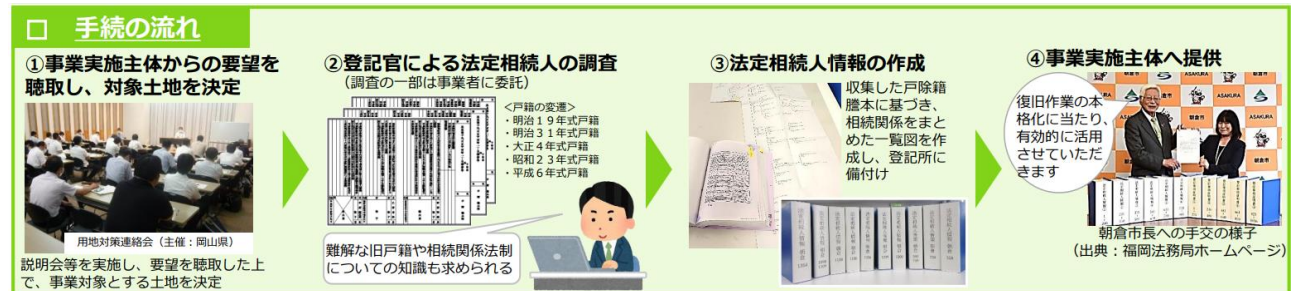 □ 手続の流れ
①事業実施主体からの要望を
聴取し、対象土地を決定
用地対策連絡会（主催：岡山県）
説明会等を実施し、要望を聴取した上
で、事業対象とする土地を決定
②登記官による法定相続人の調査
（調査の一部は事業者に委託）
＜戸籍の変遷＞
・明治１９年式戸籍
・明治３１年式戸籍
・大正４年式戸籍
・昭和２３年式戸籍
・平成６年式戸籍
難解な旧戸籍や相続関係法制
についての知識も求められる
③法定相続人情報の作成
収集した戸除籍
謄本に基づき、
相続関係をまと
めた一覧図を作
成し、登記所に
備付け
④事業実施主体へ提供
復旧作業の本
格化に当たり、
有効的に活用
させていただ
きます
ASAKURA
朝倉市
朝倉市長への手交の様子
（出典：福岡法務局ホームページ）